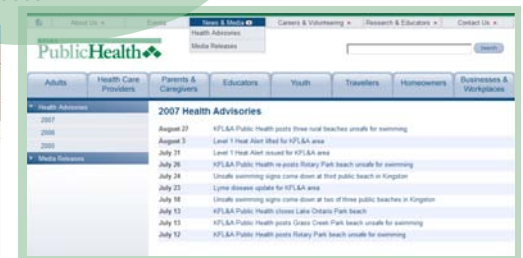 About Us
Events
News & Media
Careers & Volunteering
Research & Educators
Contact Us
Health Advisories
Media Releases
PublicHealth
Search
Adults
Health Care Providers
Parents & Caregivers
Educators
Youth
Travellers
Homeowners
Businesses & Workplaces
Health Advisories
2007
2006
2005
Media Releases
2007 Health Advisories
August 27 KFL&A Public Health posts three rural beaches unsafe for swimming
August 3 Level 1 Heat Alert lifted for KFL&A area
July 31 Level 1 Heat Alert issued for KFL&A area
July 26 KFL&A Public Health re-posts Rotary Park beach unsafe for swimming
July 24 Unsafe swimming signs come down at third public beach in Kingston
July 23 Lyme disease update for KFL&A area
July 18 Unsafe swimming signs come down at two of three public beaches in Kingston
July 13 KFL&A Public Health closes Lake Ontario Park beach
July 13 KFL&A Public Health posts Grass Creek Park beach unsafe for swimming
July 12 KFL&A Public Health posts Rotary Park beach unsafe for swimming